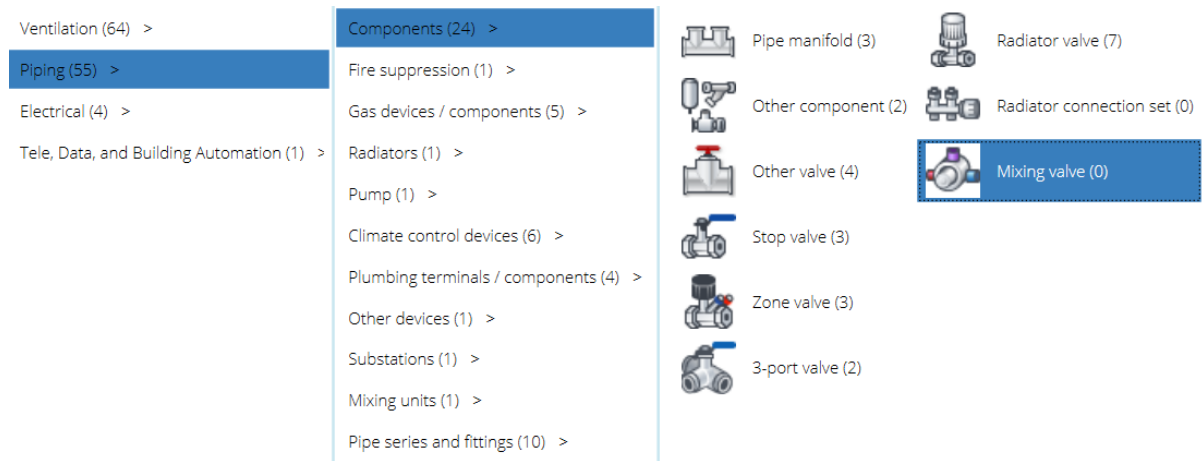 Ventilation (64) >
Piping (55) >
Electrical (4) >
Tele, Data, and Building Automation (1) >
Components (24) >
Fire suppression (1) >
Gas devices / components (5) >
Radiators (1) >
Pump (1) >
Climate control devices (6) >
Plumbing terminals / components (4) >
Other devices (1) >
Substations (1) >
Mixing units (1) >
Pipe series and fittings (10) >
Pipe manifold (3)
Other component (2)
Other valve (4)
Stop valve (3)
Zone valve (3)
3-port valve (2)
Radiator valve (7)
Radiator connection set (0)
Mixing valve (0)